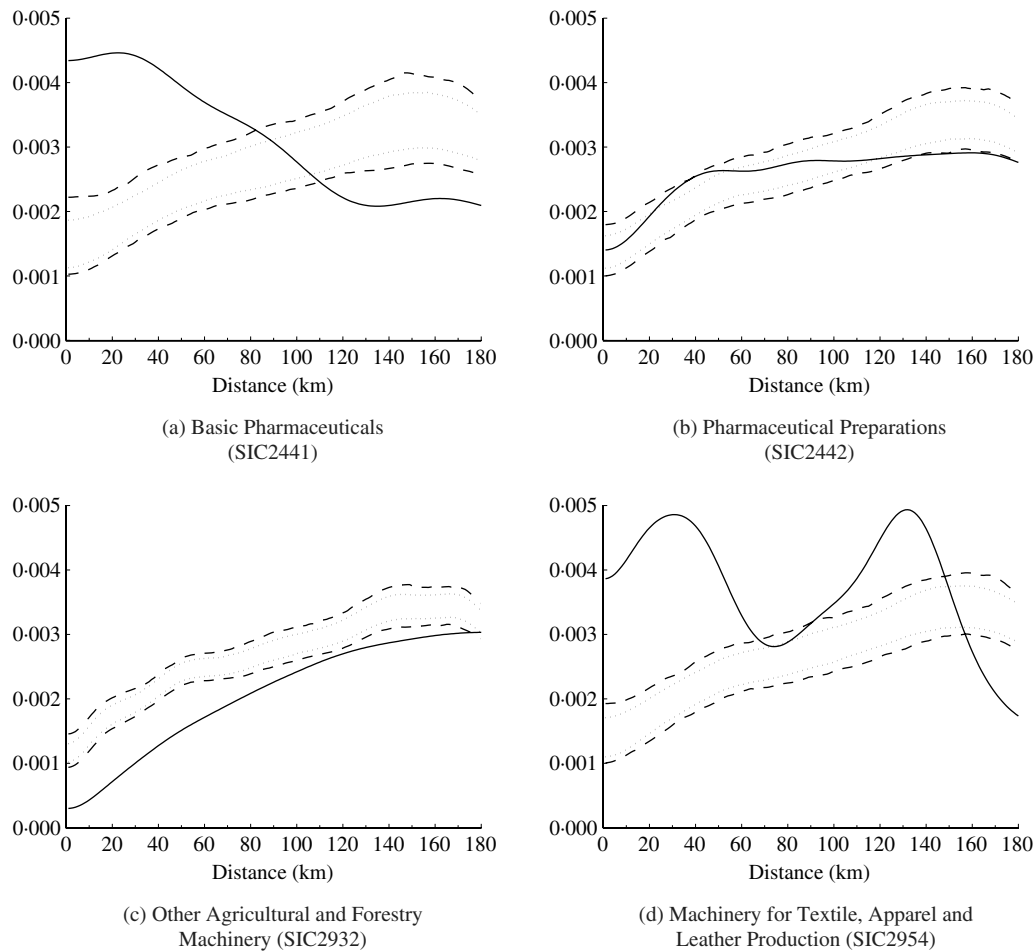 0·005 0·005
0·004 0·004
0·003 0·003
0·002 0·002
0·001 0·001
0·000 0·000
0 20 40 60 80 100 120 140 160 180 0 20 40 60 80 100 120 140 160 180
Distance (km) Distance (km)
(a) Basic Pharmaceuticals (b) Pharmaceutical Preparations
(SIC2441) (SIC2442)
0·005 0·005
0·004 0·004
0·003 0·003
0·002 0·002
0·001 0·001
0·000 0·000
0 20 40 60 80 100 120 140 160 180 0 20 40 60 80 100 120 140 160 180
Distance (km) Distance (km)
(c) Other Agricultural and Forestry (d) Machinery for Textile, Apparel and
Machinery (SIC2932) Leather Production (SIC2954)